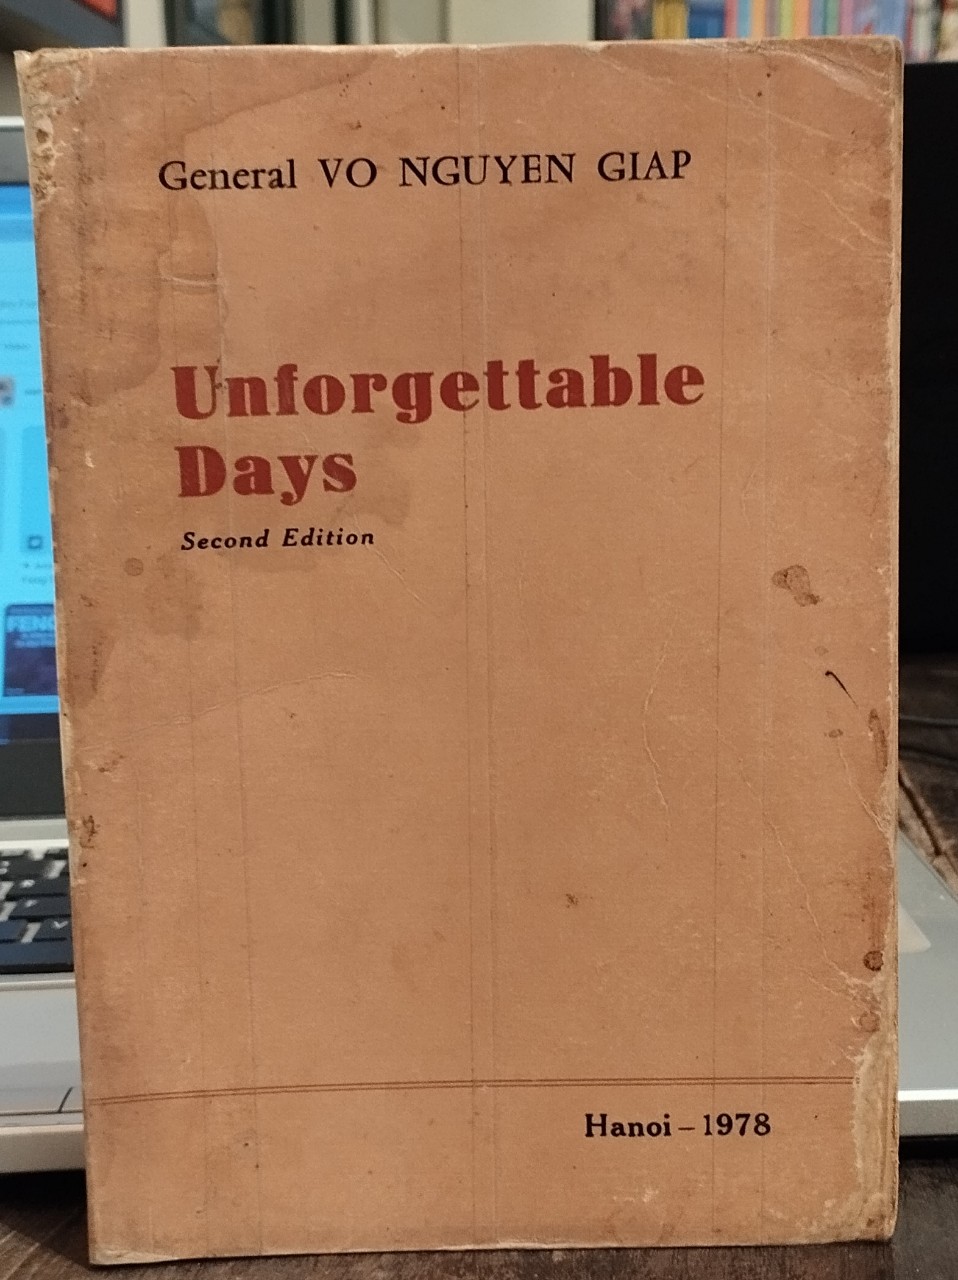 General VO NGUYEN GIAP
Unforgettable
Days
Second Edition
Hanoi – 1978